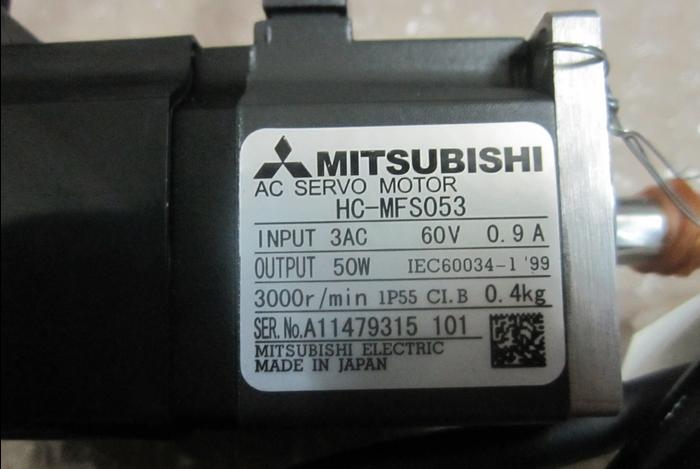 MITSUBISHI
AC SERVO MOTOR
HC-MFS053
INPUT 3AC 60V 0.9A
OUTPUT 50W IEC60034-1 '99
3000r/min IP55 CI.B 0.4kg
SER.No.A11479315 101
MITSUBISHI ELECTRIC
MADE IN JAPAN